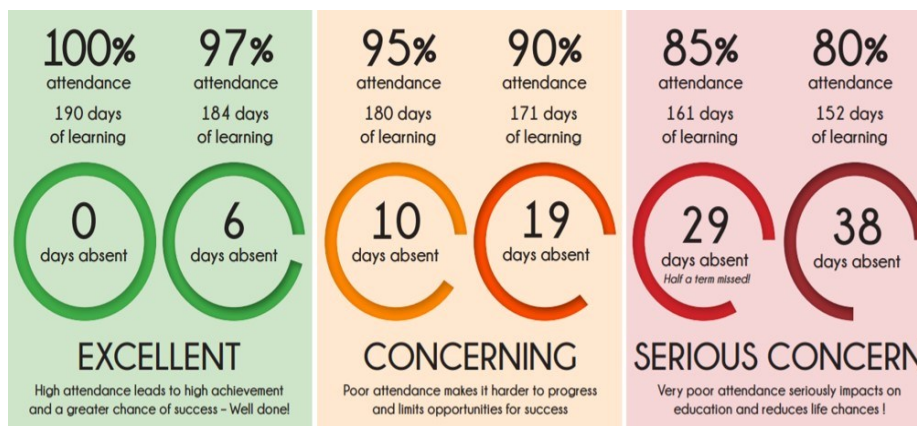 100%
attendance
190 days
of learning
0
days absent
97%
attendance
184 days
of learning
6
days absent
EXCELLENT
High attendance leads to high achievement
and a greater chance of success – Well done!
95%
attendance
180 days
of learning
10
days absent
90%
attendance
171 days
of learning
19
days absent
CONCERNING
Poor attendance makes it harder to progress
and limits opportunities for success
85%
attendance
161 days
of learning
29
days absent
Half a term missed!
80%
attendance
152 days
of learning
38
days absent
SERIOUS CONCERN
Very poor attendance seriously impacts on
education and reduces life chances !